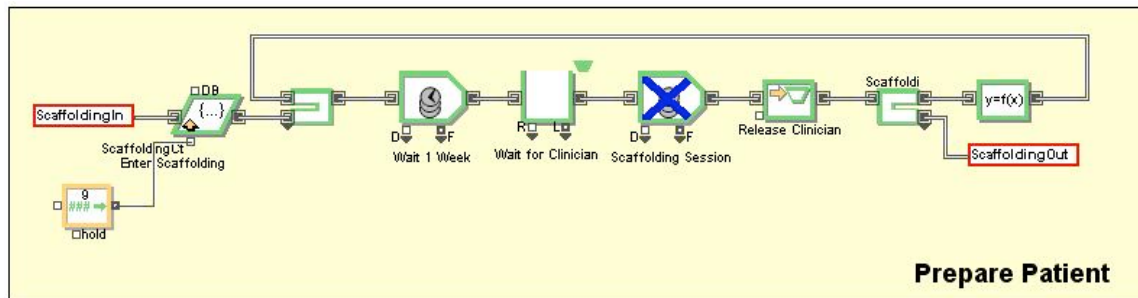 DB
{...}
ScaffoldingIn
ScaffoldingCt
Enter Scaffolding
9
###
hold
D
F
Wait 1 Week
R
L
Wait for Clinician
D
F
Scaffolding Session
Release Clinician
Scaffoldi
y=f(x)
ScaffoldingOut
Prepare Patient